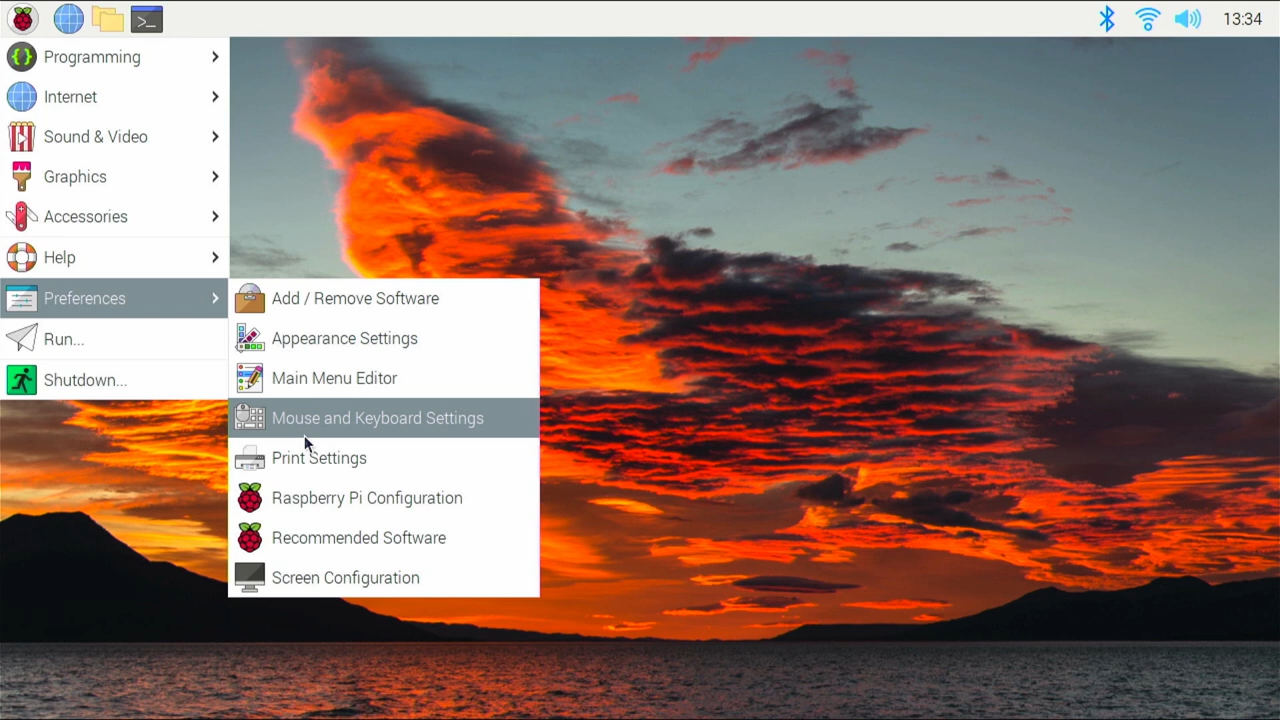 13:34
Programming
Internet
Sound & Video
Graphics
Accessories
Help
Preferences
Run...
Shutdown...
Add / Remove Software
Appearance Settings
Main Menu Editor
Mouse and Keyboard Settings
Print Settings
Raspberry Pi Configuration
Recommended Software
Screen Configuration